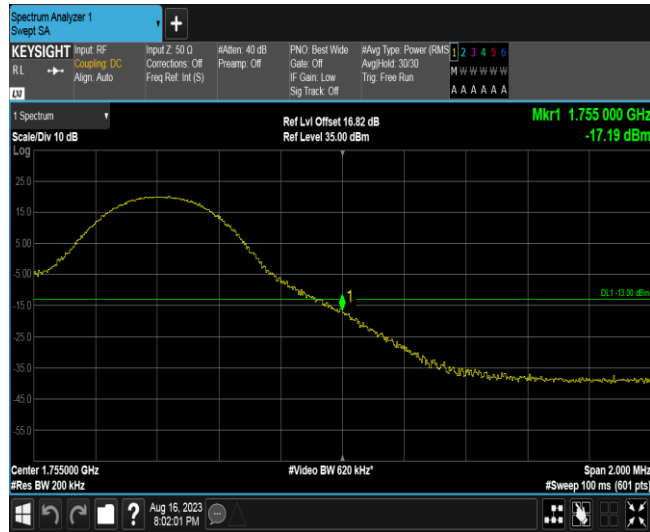 Spectrum Analyzer 1
Swept SA
+
KEYSIGHT
RL
LXI
Input: RF
Coupling: DC
Align: Auto
Input Z: 50 Ω
Corrections: Off
Freq Ref: Int (S)
#Atten: 40 dB
Preamp: Off
PNO: Best Wide
Gate: Off
IF Gain: Low
Sig Track: Off
#Avg Type: Power (RMS
Avg|Hold: 30/30
Trig: Free Run
1 2 3 4 5 6
M W W W W W
A A A A A A
1 Spectrum
Scale/Div 10 dB
Log
Ref Lvl Offset 16.82 dB
Ref Level 35.00 dBm
Mkr1 1.755 000 GHz
-17.19 dBm
25.0
15.0
5.00
-5.00
-15.0
-35.0
-45.0
-55.0
1
DL1 -13.00 dBm
Center 1.755000 GHz
#Res BW 200 kHz
#Video BW 620 kHz*
Span 2.000 MHz
#Sweep 100 ms (601 pts)
?
Aug 16, 2023
8:02:01 PM